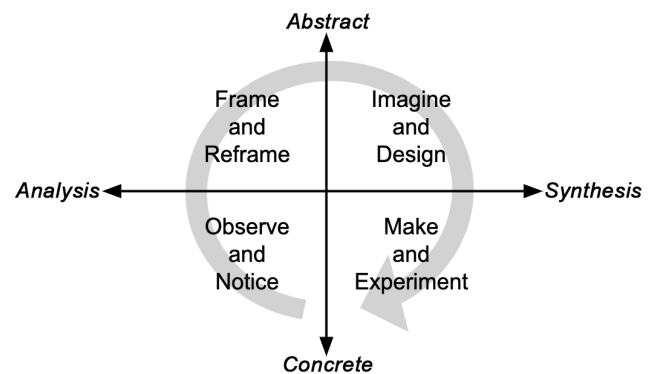 Abstract
Frame
and
Reframe
Imagine
and
Design
Analysis
Synthesis
Observe
and
Notice
Make
and
Experiment
Concrete